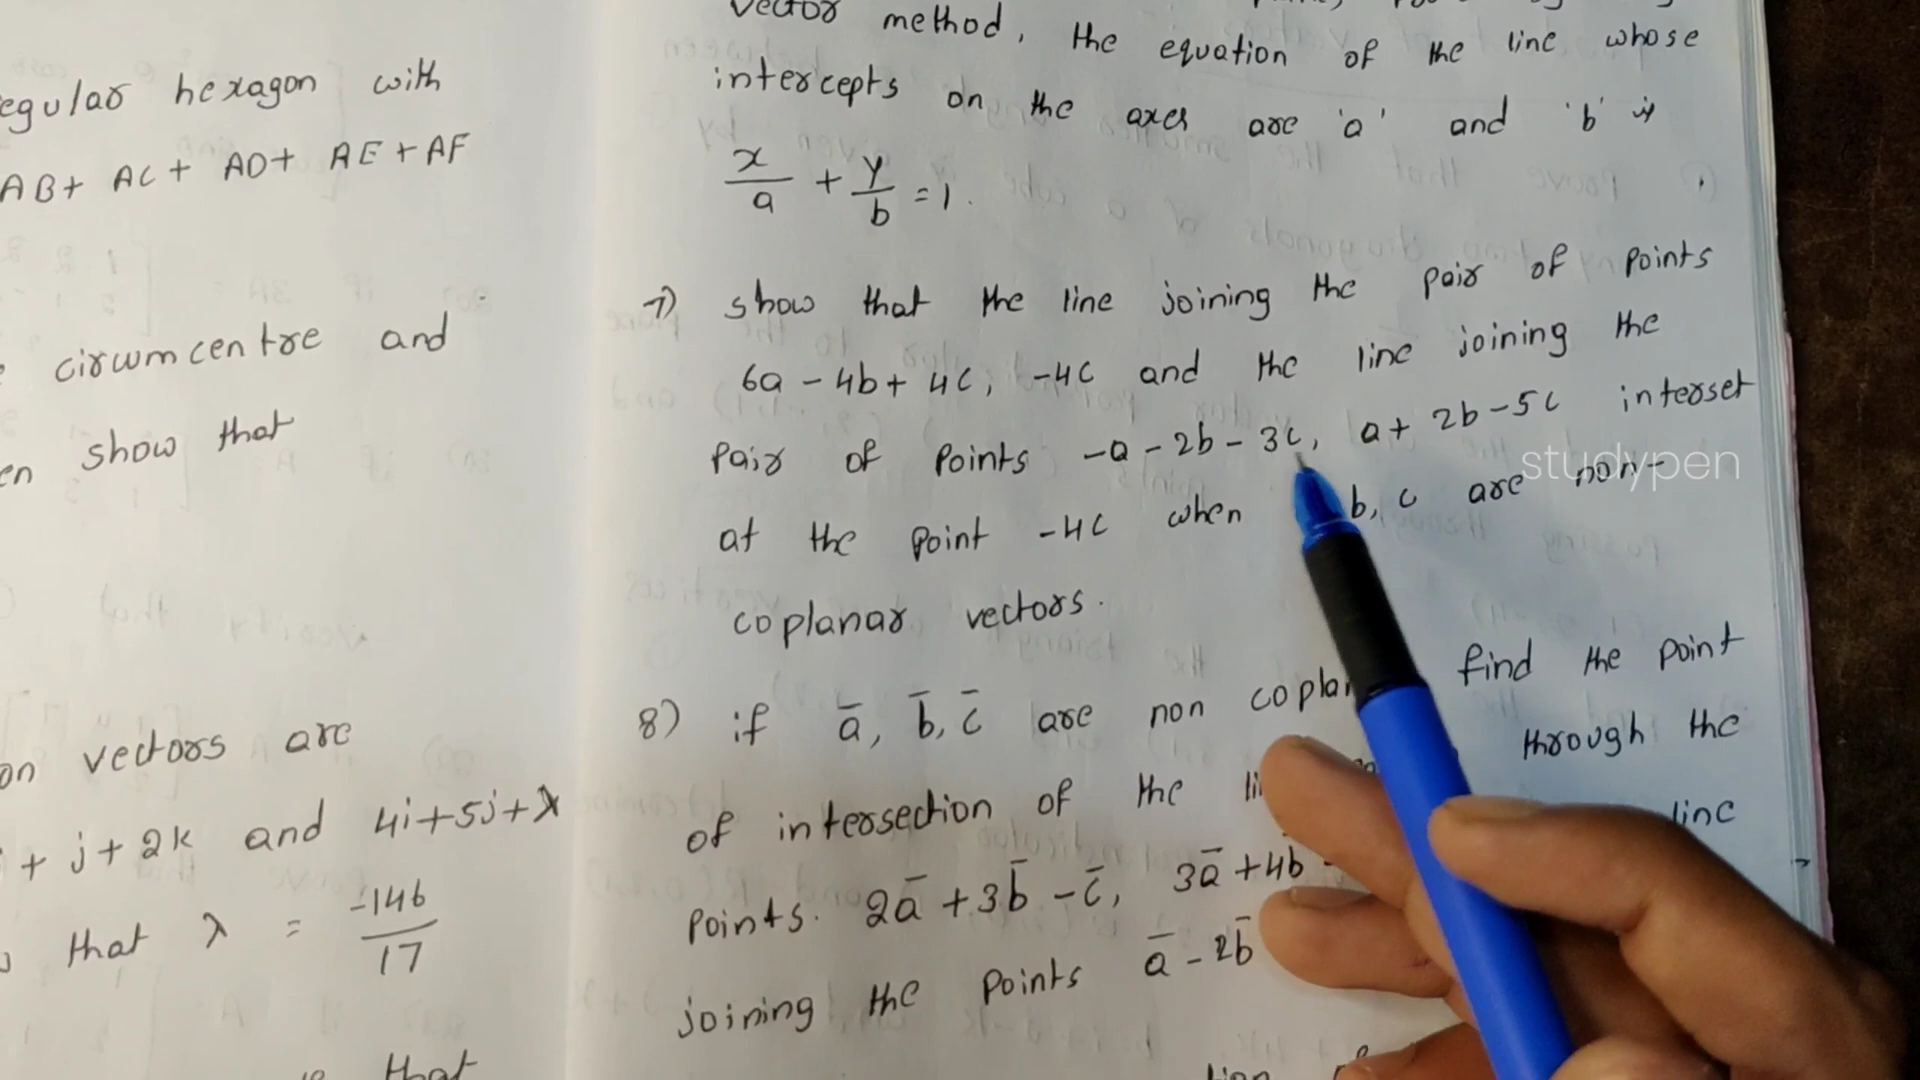 egular hexagon with
AB+ AC+ AD+ AE+AF
circumcentre and
en show that
on vectors are
+ j+2k and 4i+5j+λ
that λ = -146/17
that
vector method, the equation of the line whose
intercepts on the axes are 'a' and 'b' is
x/a + y/b = 1.
7) show that the line joining the pair of points
6a-4b+4c, -4c and the line joining the
pair of points -a-2b-3c, a+2b-5c interset
at the point -4c when b, c are non-
coplanar vectors.
studypen
8) if a̅, b̅, c̅ are non coplan find the point
of intersection of the li through the
points. 2a̅+3b̅-c̅, 3a̅+4b line
joining the points a̅-2b̅